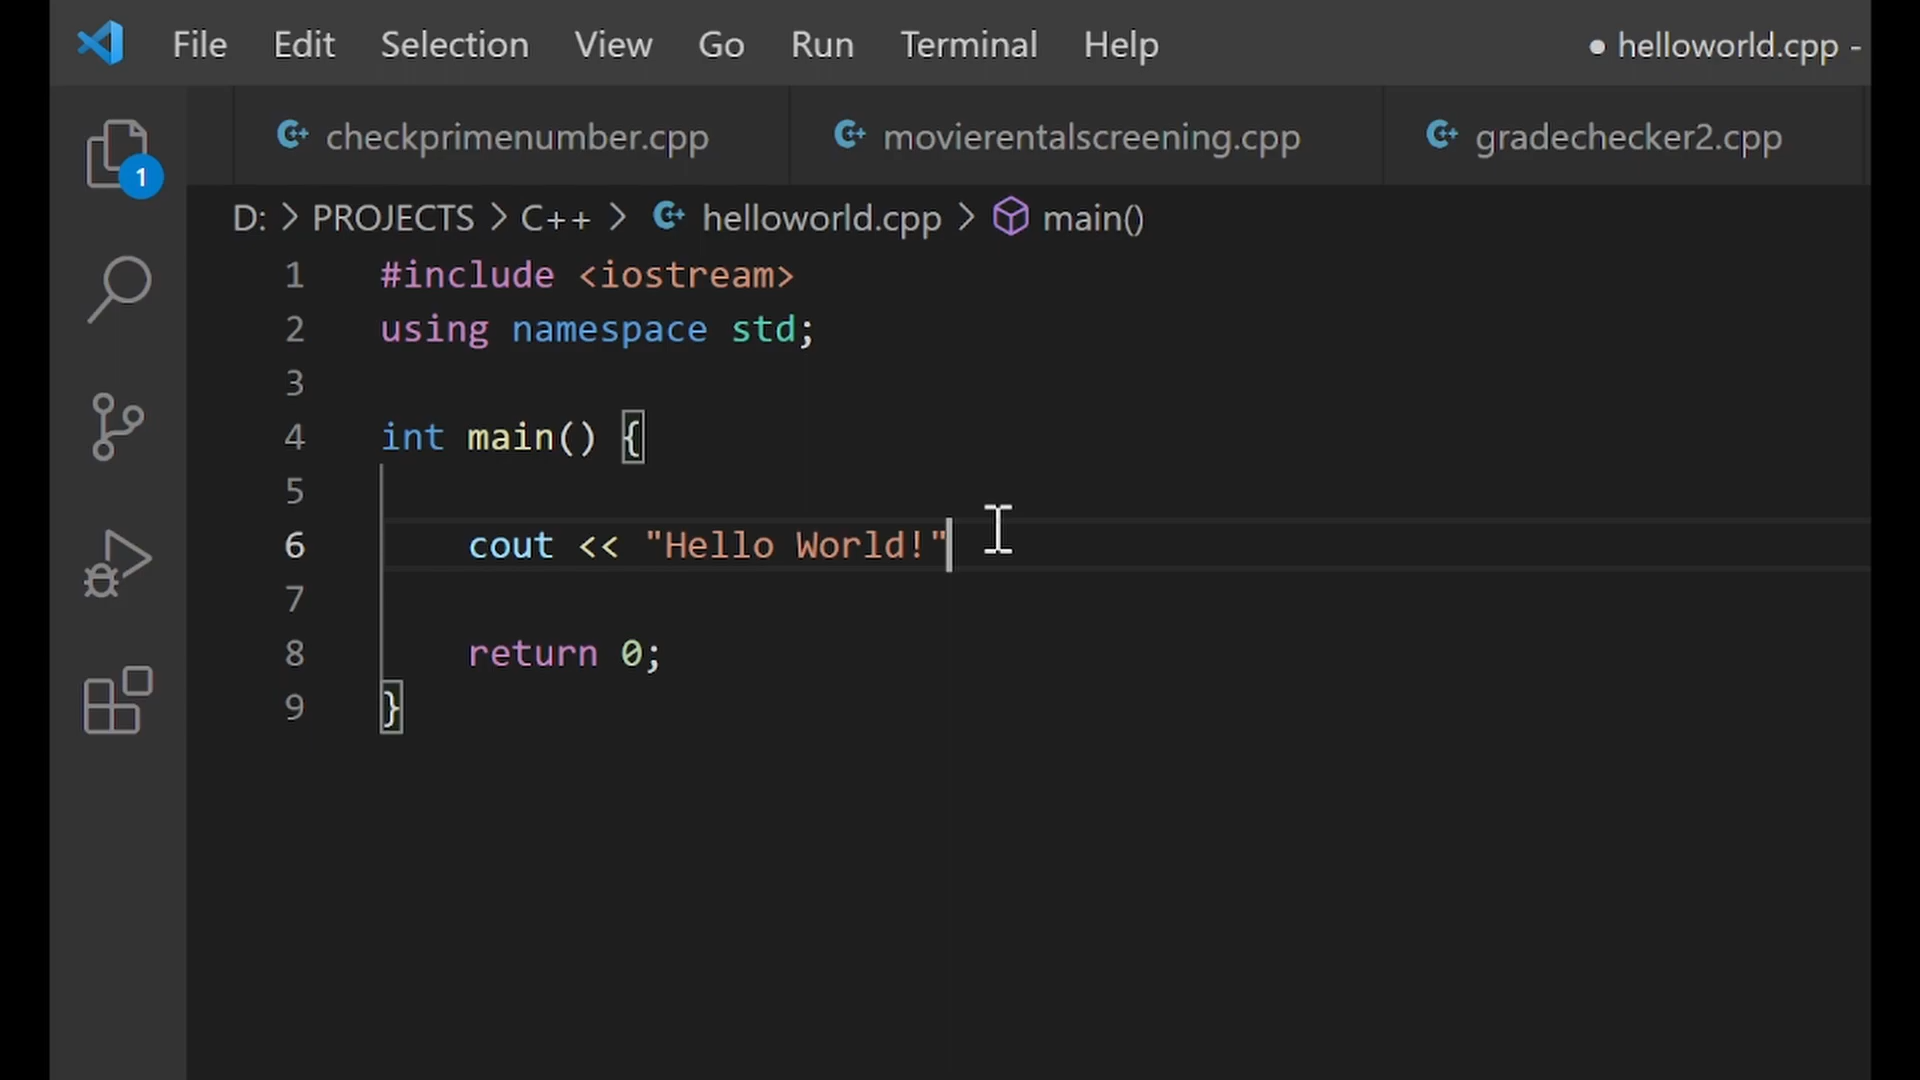 File Edit Selection View Go Run Terminal Help ● helloworld.cpp -
checkprimenumber.cpp movierentalscreening.cpp gradechecker2.cpp
1
D: > PROJECTS > C++ > helloworld.cpp > main()
1 #include <iostream>
2 using namespace std;
3
4 int main() {
5
6 cout << "Hello World!"
7
8 return 0;
9 }